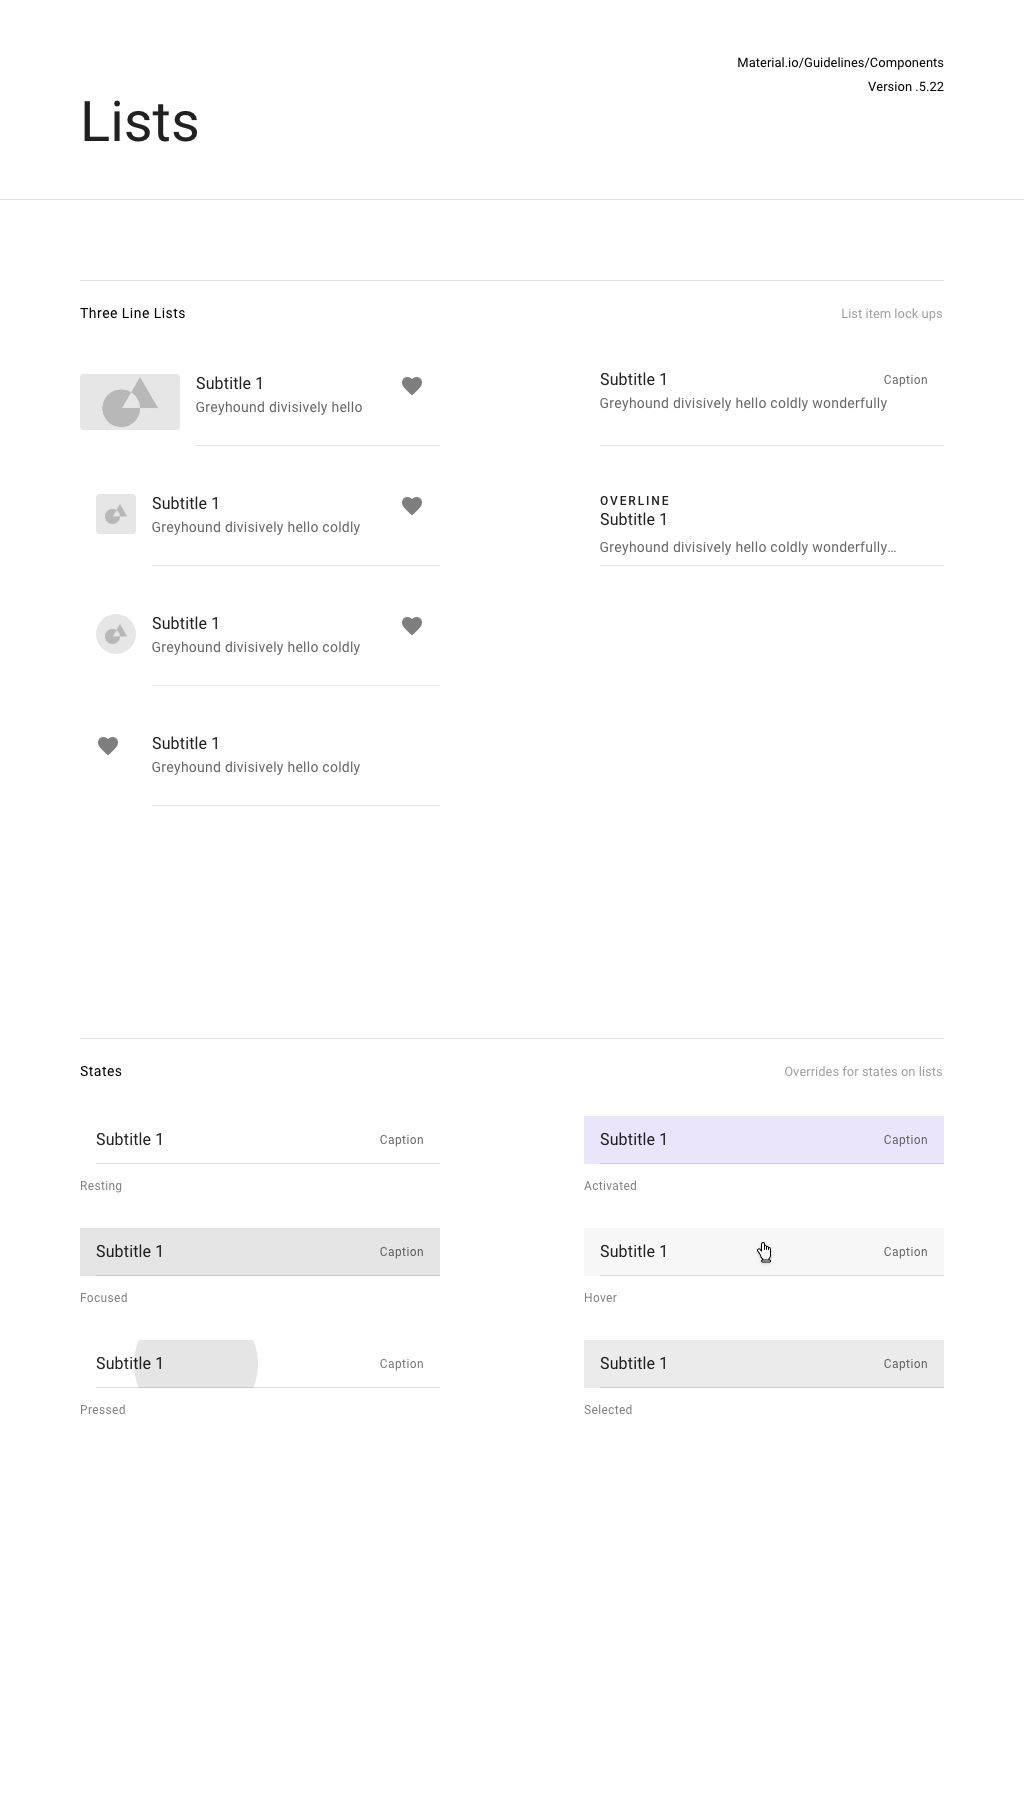 Material.io/Guidelines/Components
Version .5.22
Lists
Three Line Lists
List item lock ups
Subtitle 1
Greyhound divisively hello
Subtitle 1
Caption
Greyhound divisively hello coldly wonderfully
Subtitle 1
Greyhound divisively hello coldly
OVERLINE
Subtitle 1
Greyhound divisively hello coldly wonderfully…
Subtitle 1
Greyhound divisively hello coldly
Subtitle 1
Greyhound divisively hello coldly
States
Overrides for states on lists
Subtitle 1
Caption
Resting
Subtitle 1
Caption
Activated
Subtitle 1
Caption
Focused
Subtitle 1
Caption
Hover
Subtitle 1
Caption
Pressed
Subtitle 1
Caption
Selected